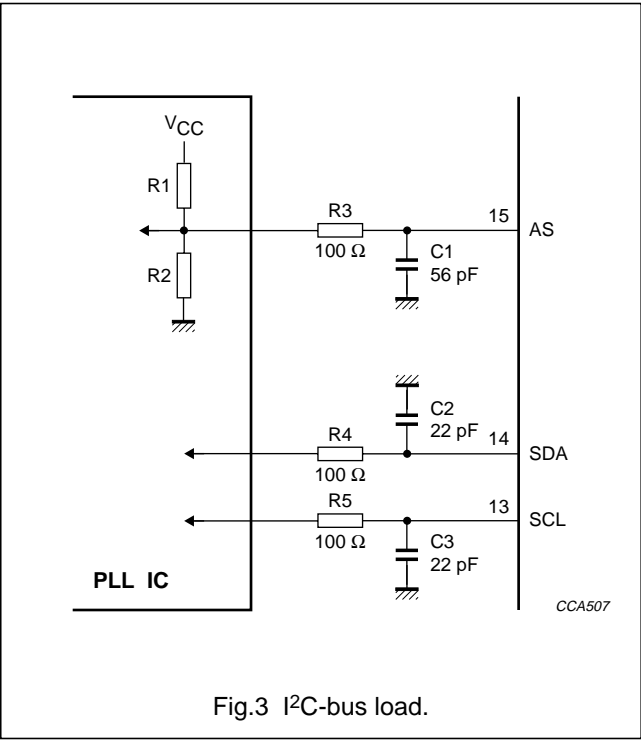 VCC
R1
R2
R3
100 Ω
C1
56 pF
15
AS
C2
22 pF
R4
100 Ω
14
SDA
R5
100 Ω
13
SCL
C3
22 pF
PLL IC
CCA507
Fig.3 I²C-bus load.